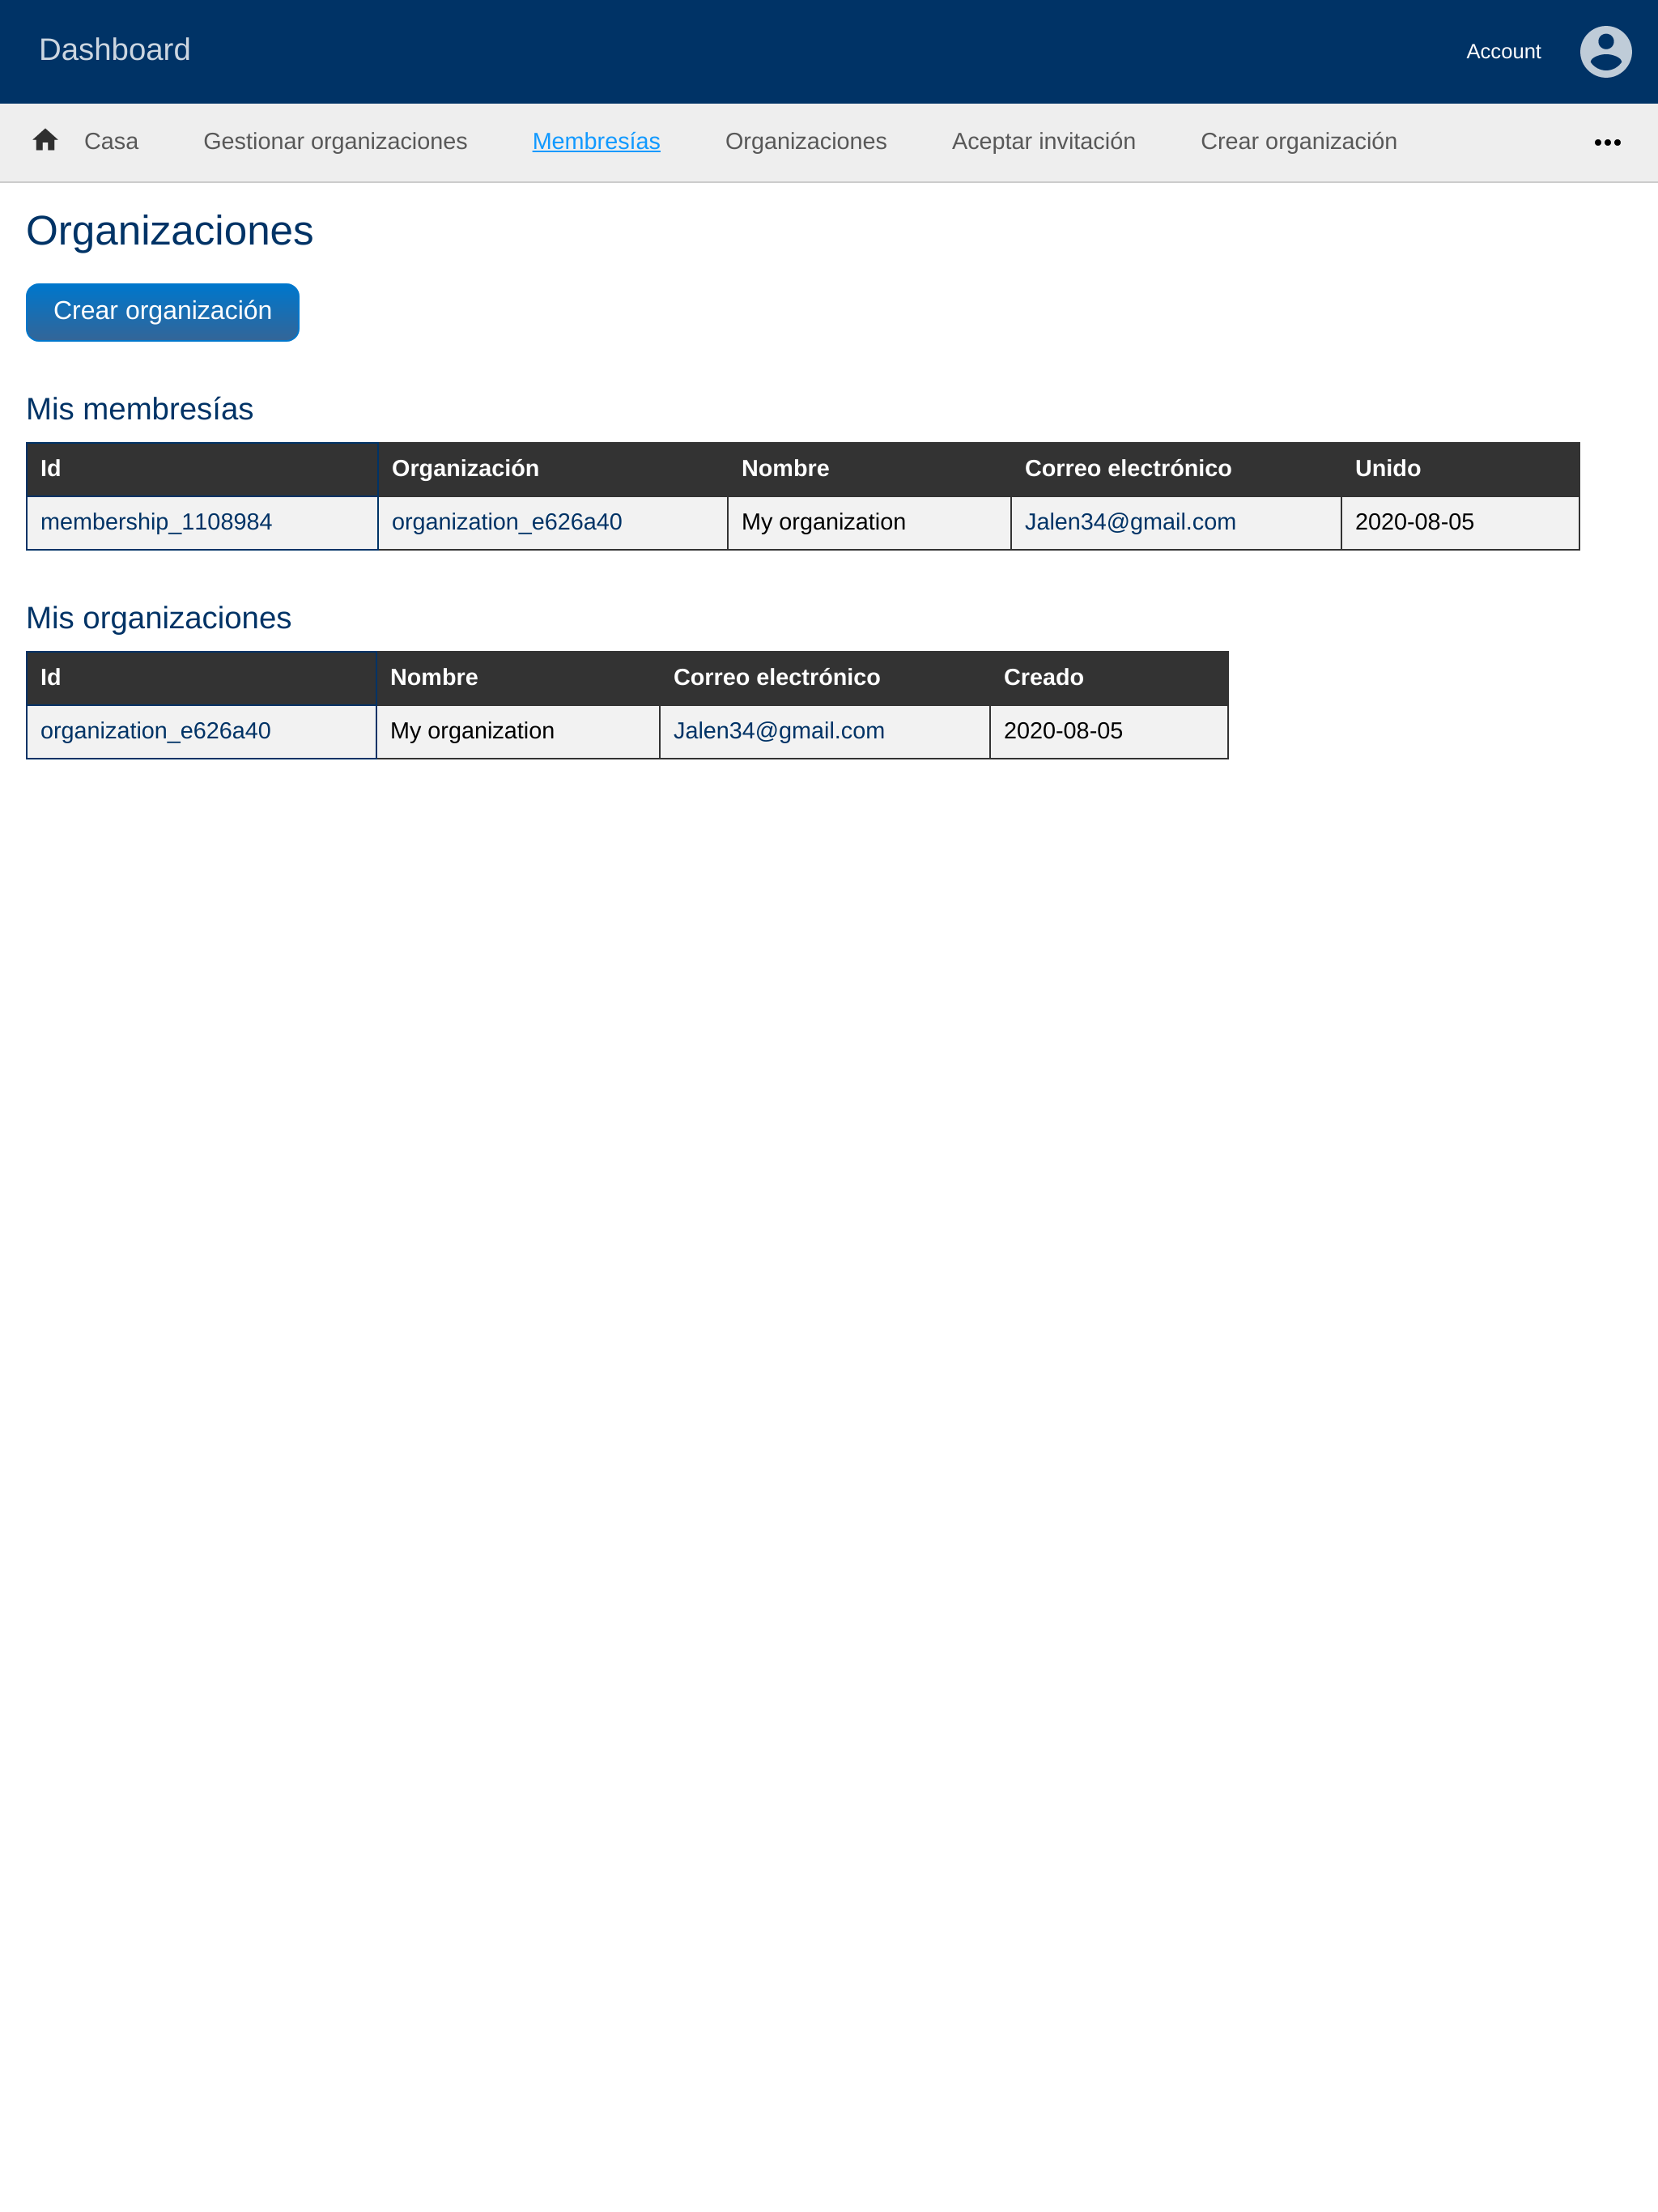 Dashboard Account
Casa Gestionar organizaciones Membresías Organizaciones Aceptar invitación Crear organización
Organizaciones
Crear organización
Mis membresías
Id Organización Nombre Correo electrónico Unido
membership_1108984 organization_e626a40 My organization Jalen34@gmail.com 2020-08-05
Mis organizaciones
Id Nombre Correo electrónico Creado
organization_e626a40 My organization Jalen34@gmail.com 2020-08-05